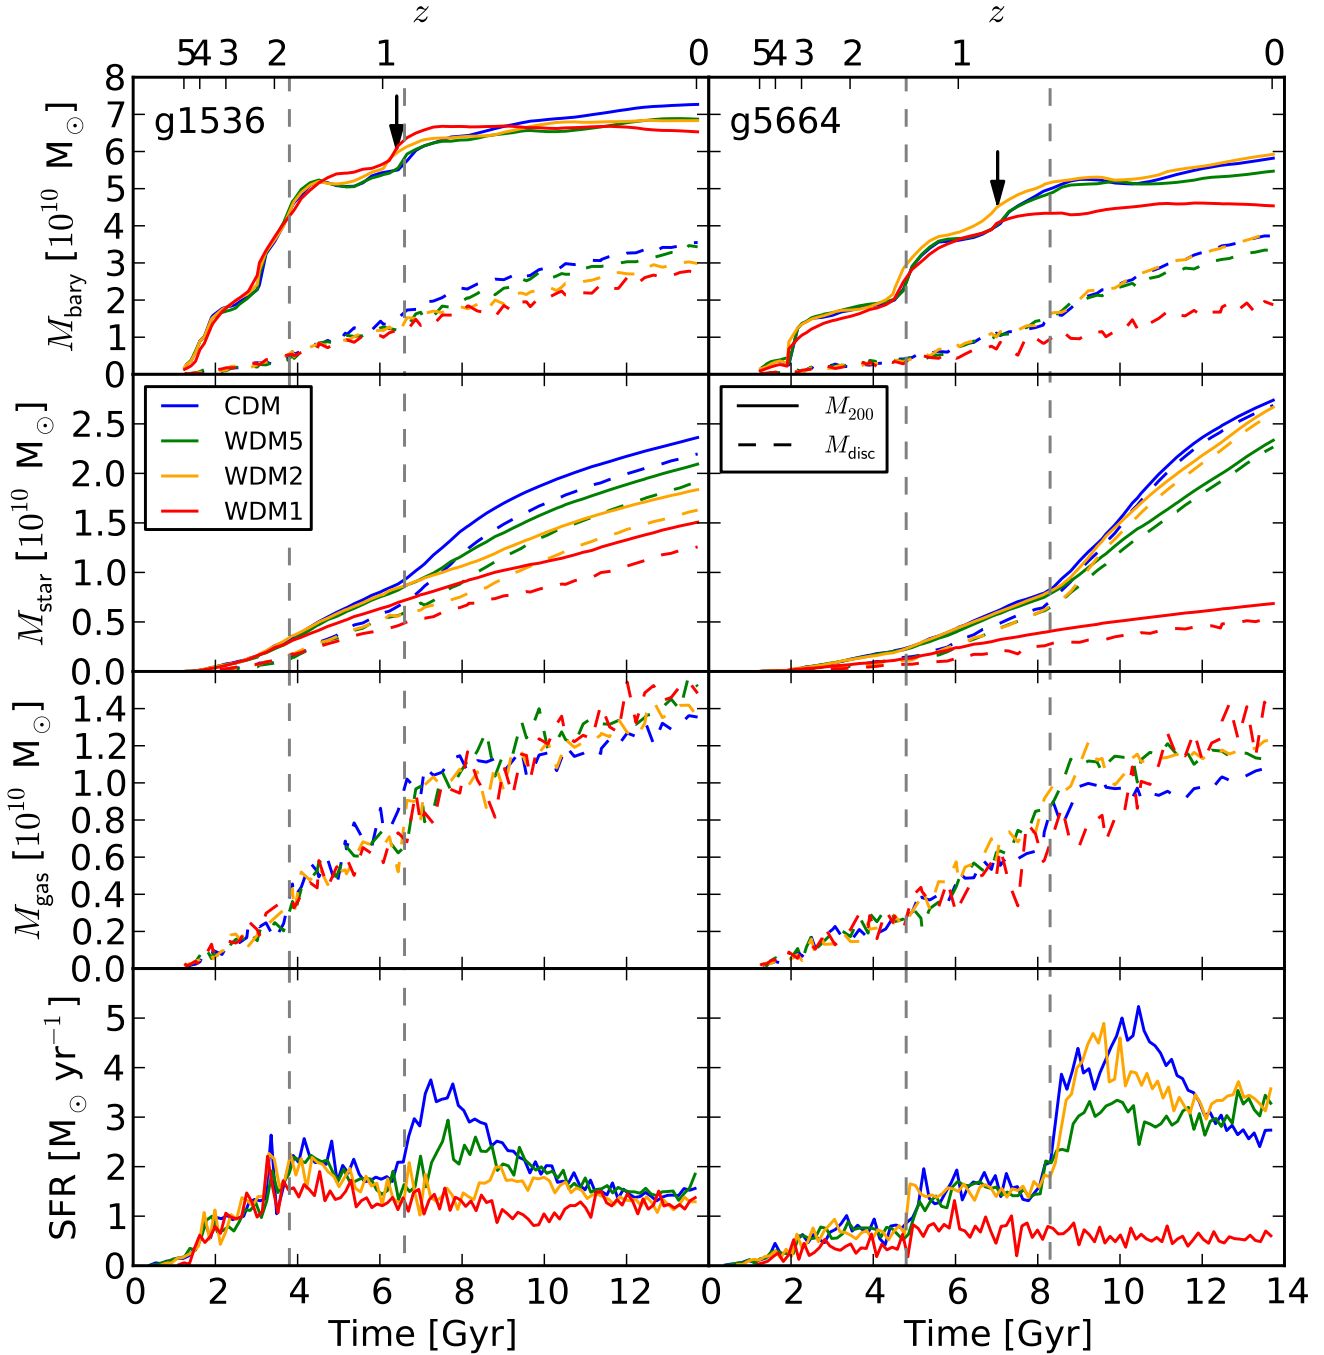 z z
5 4 3 2 1 0 5 4 3 2 1 0
g1536 g5664
M_bary [10^10 M_⊙]
8
7
6
5
4
3
2
1
0
CDM
WDM5
WDM2
WDM1
M_200
M_disc
M_star [10^10 M_⊙]
2.5
2.0
1.5
1.0
0.5
0.0
M_gas [10^10 M_⊙]
1.4
1.2
1.0
0.8
0.6
0.4
0.2
0.0
SFR [M_⊙ yr^−1]
5
4
3
2
1
0
0 2 4 6 8 10 12 0 2 4 6 8 10 12 14
Time [Gyr] Time [Gyr]